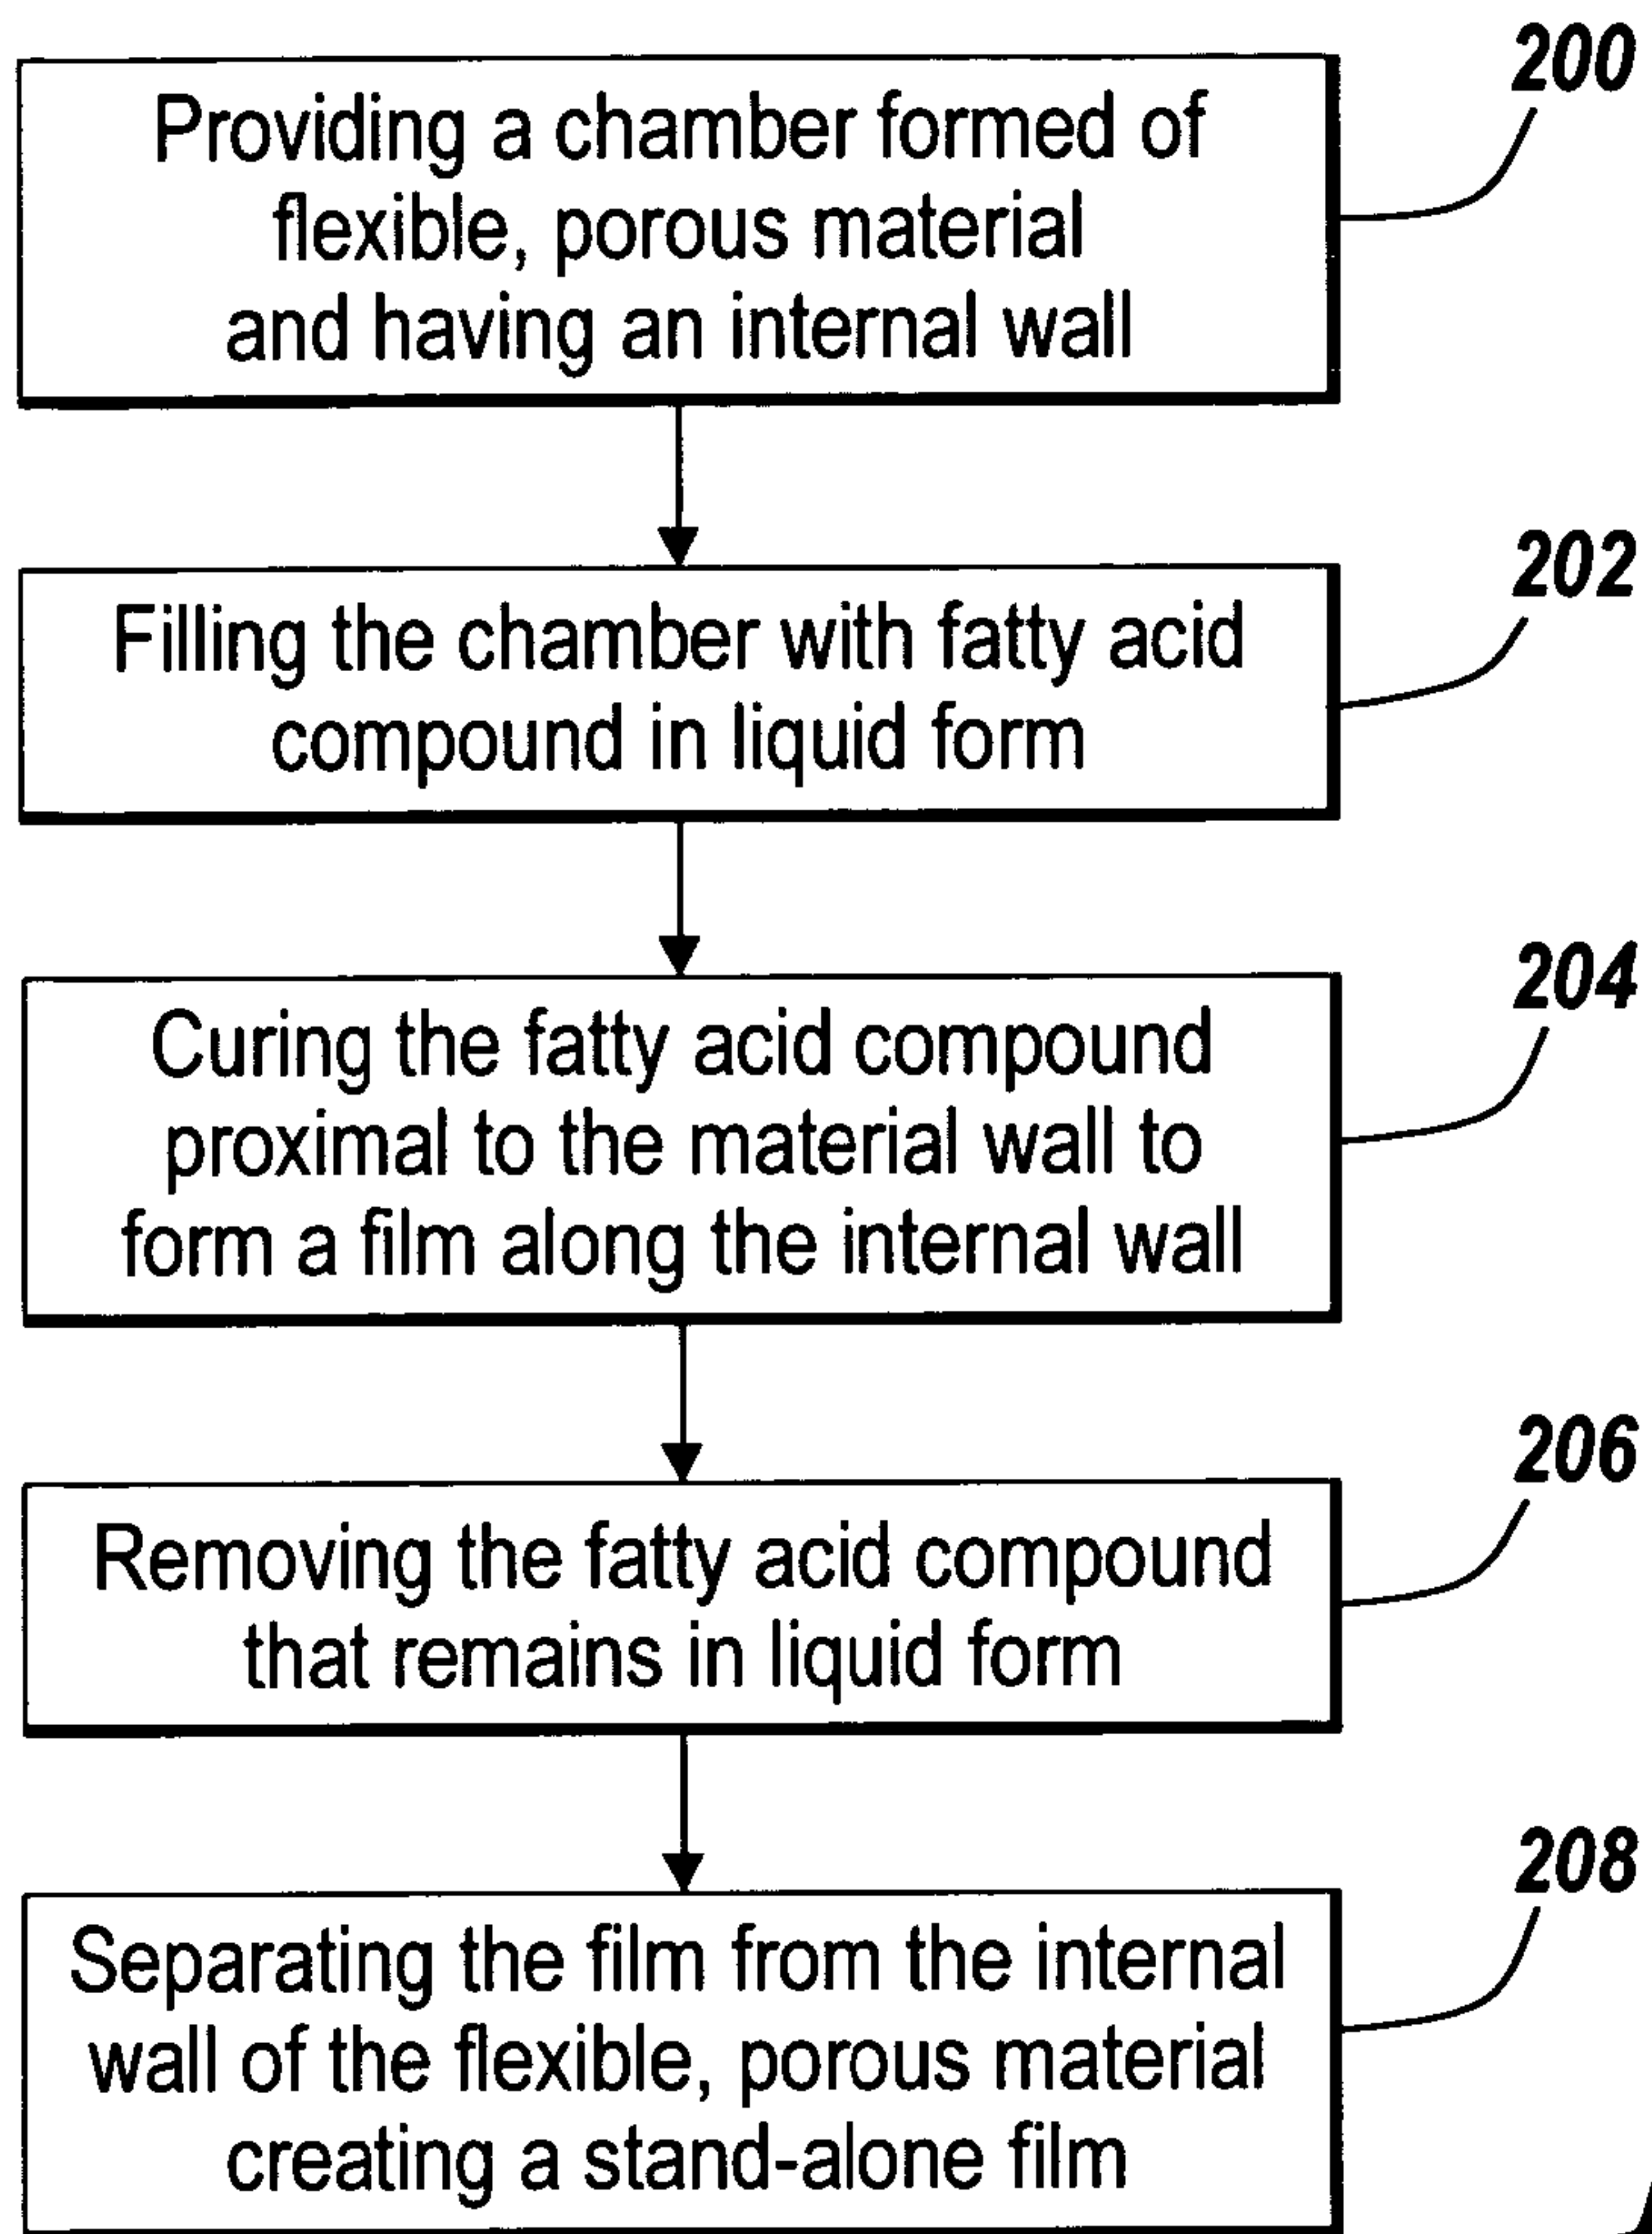 200
Providing a chamber formed of
flexible, porous material
and having an internal wall
202
Filling the chamber with fatty acid
compound in liquid form
204
Curing the fatty acid compound
proximal to the material wall to
form a film along the internal wall
206
Removing the fatty acid compound
that remains in liquid form
208
Separating the film from the internal
wall of the flexible, porous material
creating a stand-alone film